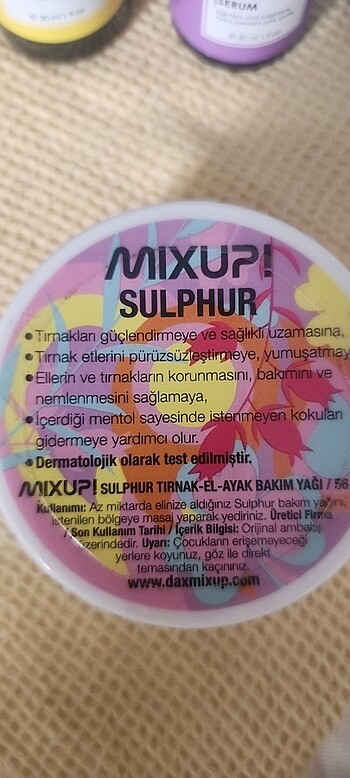 SERUM
MIXUP!
SULPHUR
• Tırnakları güçlendirmeye ve sağlıklı uzamasına,
• Tırnak etlerini pürüzsüzleştirmeye, yumuşatmay
• Ellerin ve tırnakların korunmasını, bakımını ve
nemlenmesini sağlamaya,
• İçerdiği mentol sayesinde istenmeyen kokuları
gidermeye yardımcı olur.
• Dermatolojik olarak test edilmiştir.
MIXUP! SULPHUR TIRNAK-EL-AYAK BAKIM YAĞI / 56
Kullanımı: Az miktarda elinize aldığınız Sulphur bakım yağını,
istenilen bölgeye masaj yaparak yediriniz. Üretici Firma
/ Son Kullanım Tarihi / İçerik Bilgisi: Orijinal ambalaj
üzerindedir. Uyarı: Çocukların erişemeyeceği
yerlere koyunuz, göz ile direkt
temasından kaçınınız.
www.daxmixup.com